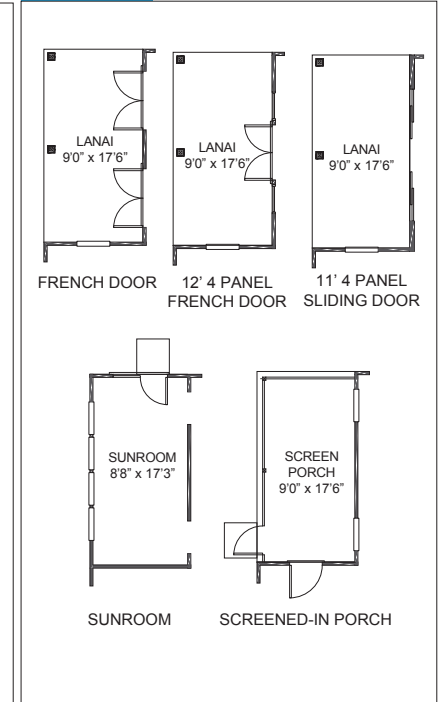 LANAI
9'0" x 17'6"
FRENCH DOOR
LANAI
9'0" x 17'6"
12' 4 PANEL
FRENCH DOOR
LANAI
9'0" x 17'6"
11' 4 PANEL
SLIDING DOOR
SUNROOM
8'8" x 17'3"
SUNROOM
SCREEN
PORCH
9'0" x 17'6"
SCREENED-IN PORCH